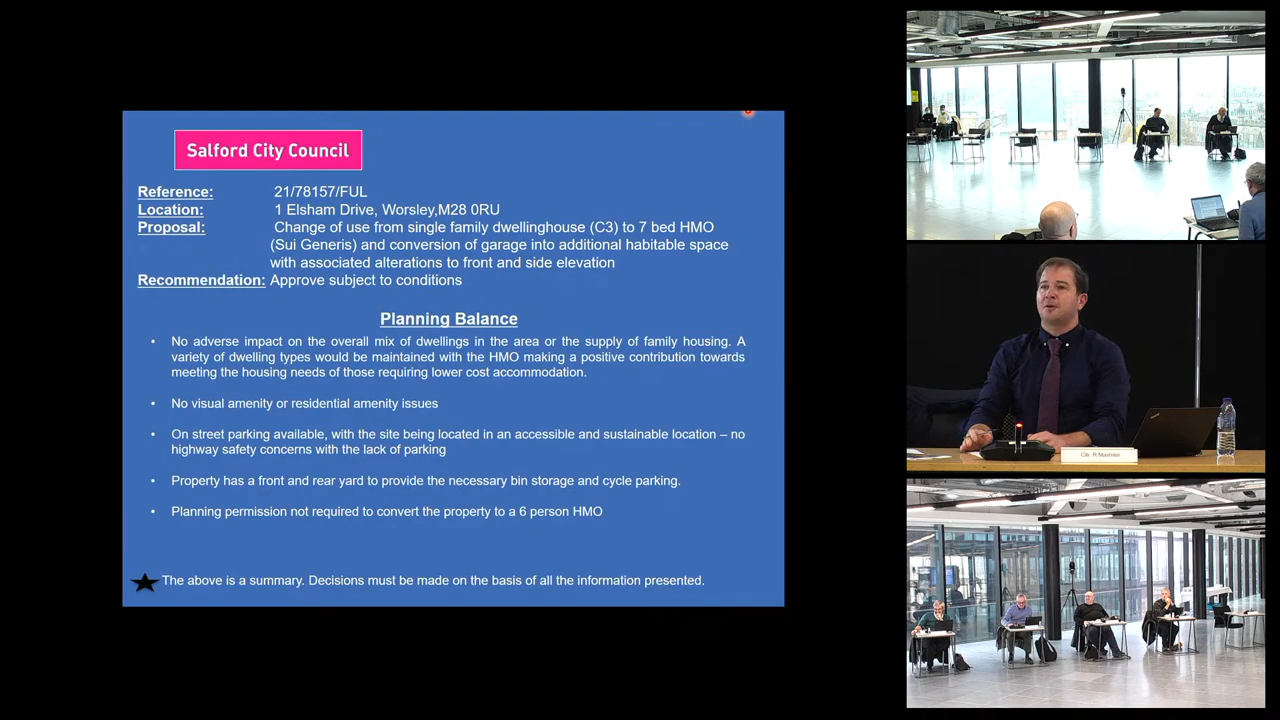 Salford City Council
Reference: 21/78157/FUL
Location: 1 Elsham Drive, Worsley,M28 0RU
Proposal: Change of use from single family dwellinghouse (C3) to 7 bed HMO
(Sui Generis) and conversion of garage into additional habitable space
with associated alterations to front and side elevation
Recommendation: Approve subject to conditions
Planning Balance
• No adverse impact on the overall mix of dwellings in the area or the supply of family housing. A
variety of dwelling types would be maintained with the HMO making a positive contribution towards
meeting the housing needs of those requiring lower cost accommodation.
• No visual amenity or residential amenity issues
• On street parking available, with the site being located in an accessible and sustainable location – no
highway safety concerns with the lack of parking
• Property has a front and rear yard to provide the necessary bin storage and cycle parking.
• Planning permission not required to convert the property to a 6 person HMO
The above is a summary. Decisions must be made on the basis of all the information presented.
Cllr R Mashiter